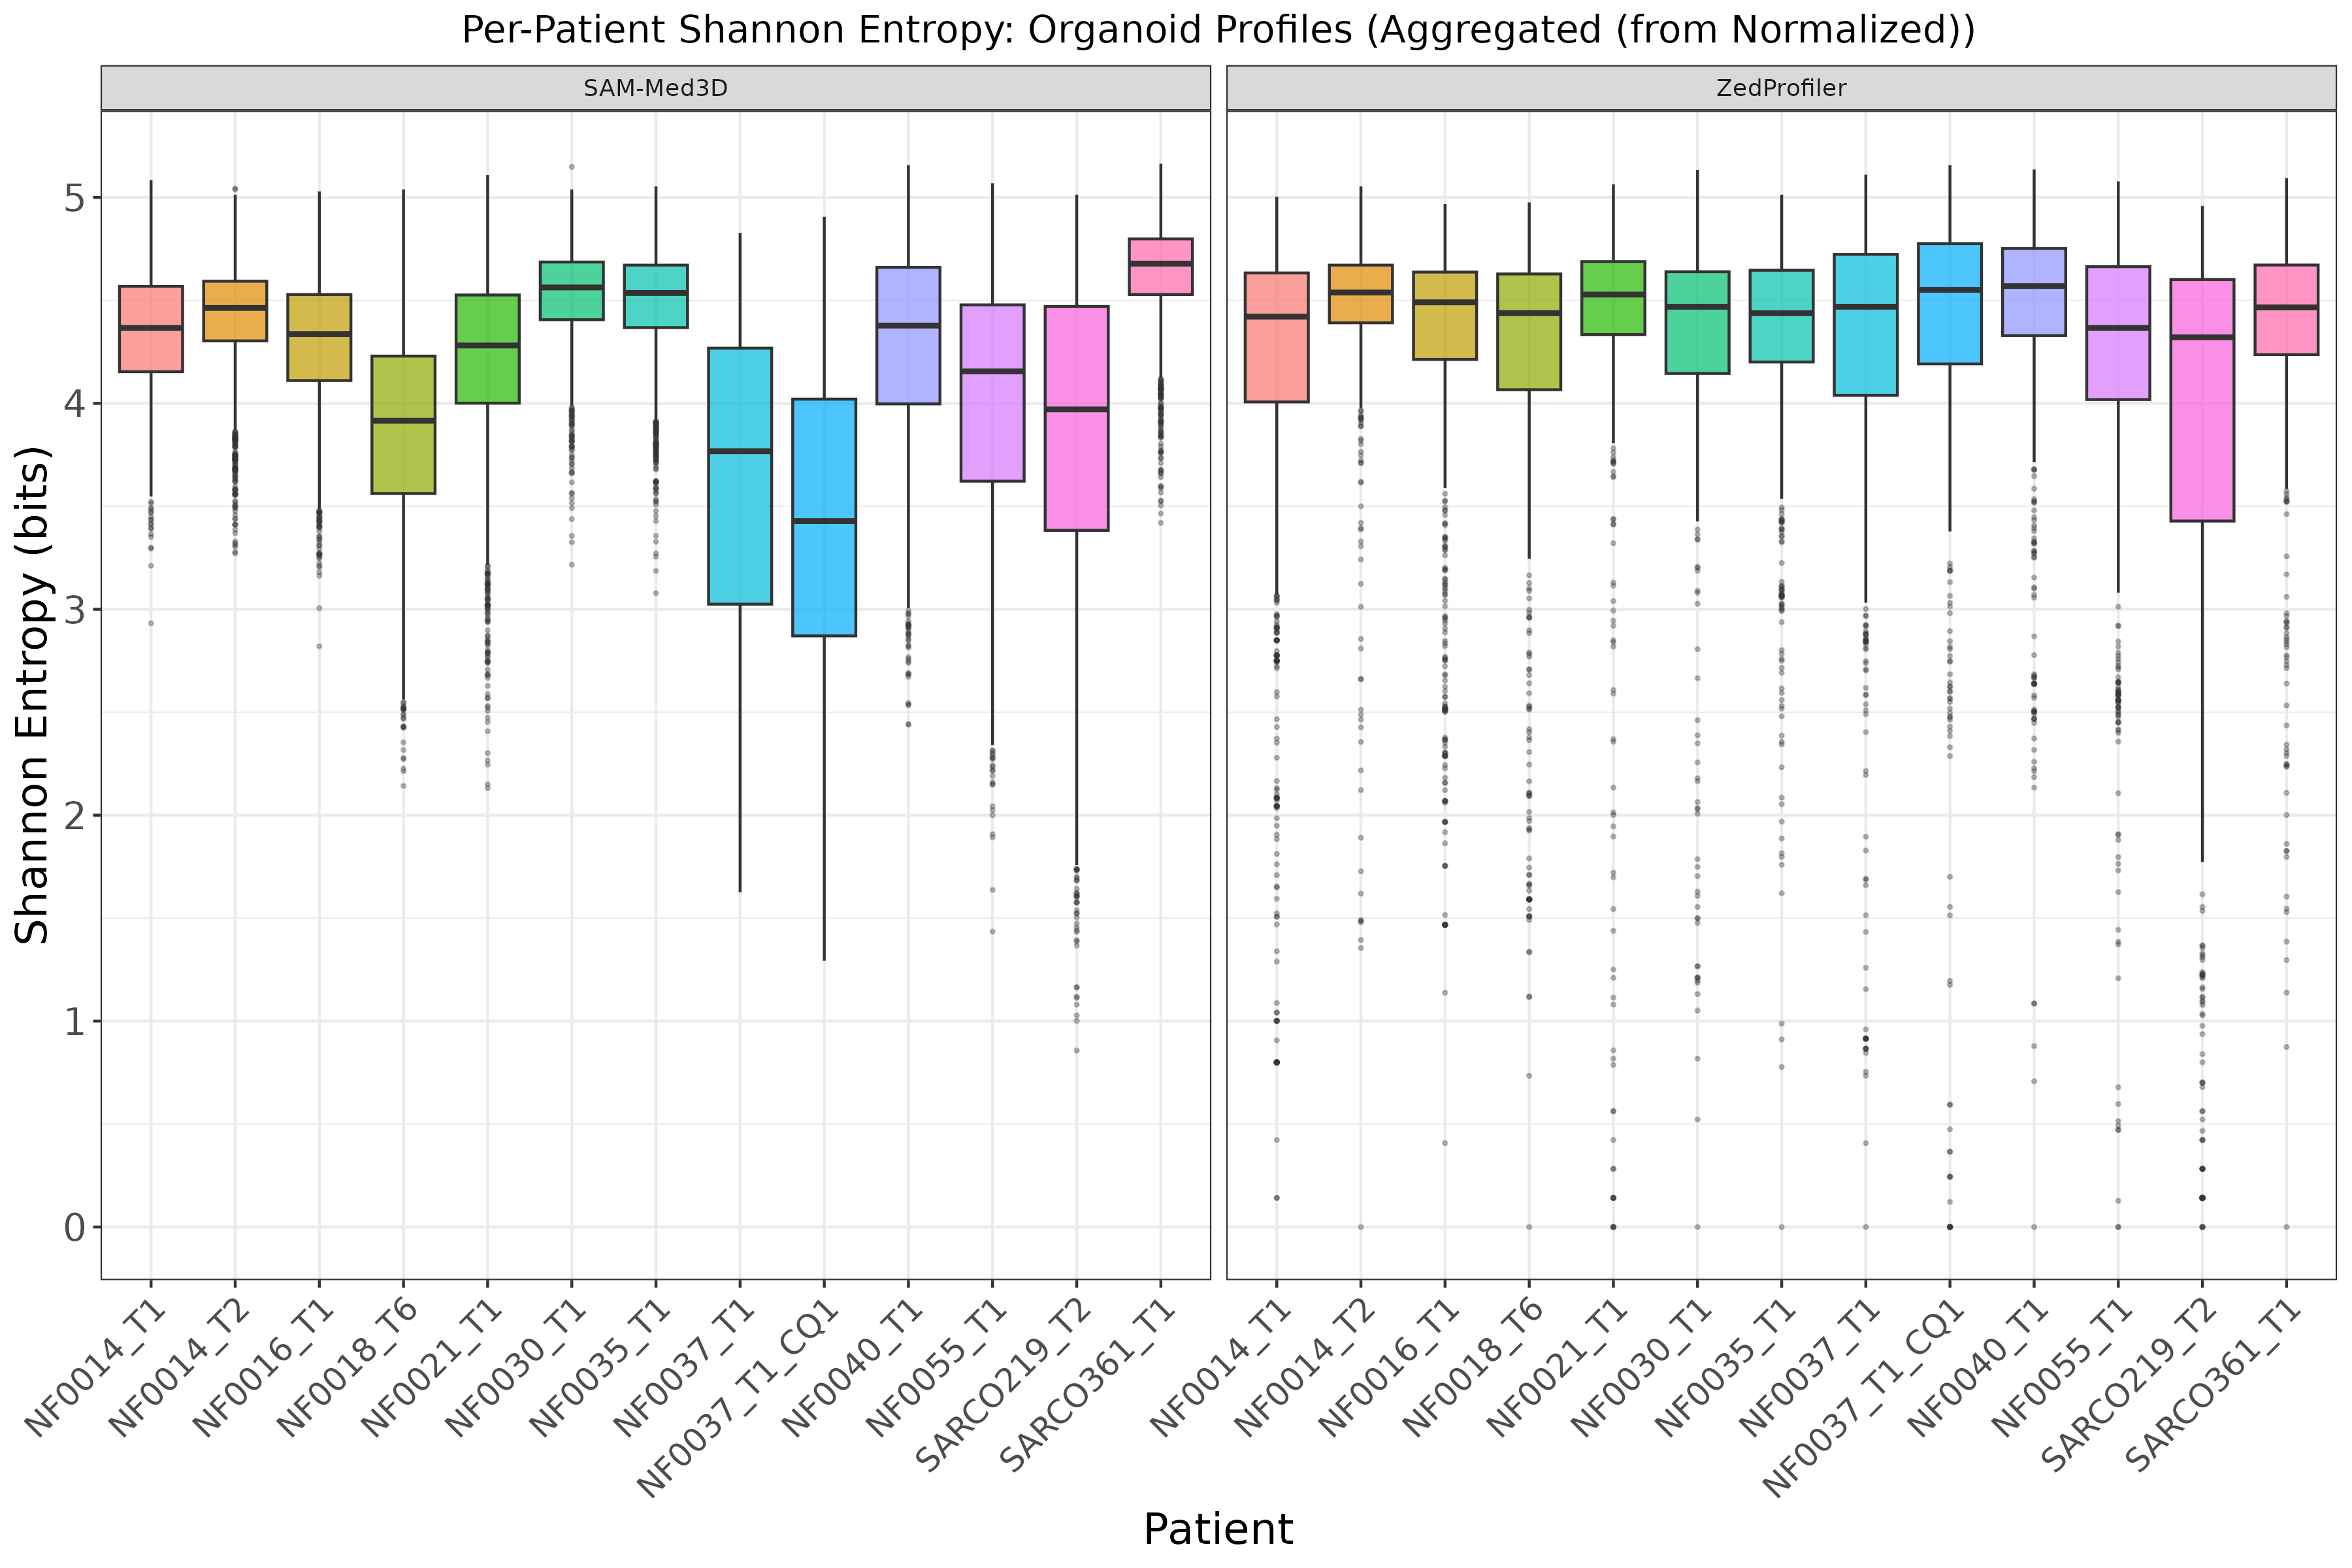 Per-Patient Shannon Entropy: Organoid Profiles (Aggregated (from Normalized))
SAM-Med3D
ZedProfiler
Shannon Entropy (bits)
5
4
3
2
1
0
NF0014_T1
NF0014_T2
NF0016_T1
NF0018_T6
NF0021_T1
NF0030_T1
NF0035_T1
NF0037_T1
NF0037_T1_CQ1
NF0040_T1
NF0055_T1
SARCO219_T2
SARCO361_T1
NF0014_T1
NF0014_T2
NF0016_T1
NF0018_T6
NF0021_T1
NF0030_T1
NF0035_T1
NF0037_T1
NF0037_T1_CQ1
NF0040_T1
NF0055_T1
SARCO219_T2
SARCO361_T1
Patient